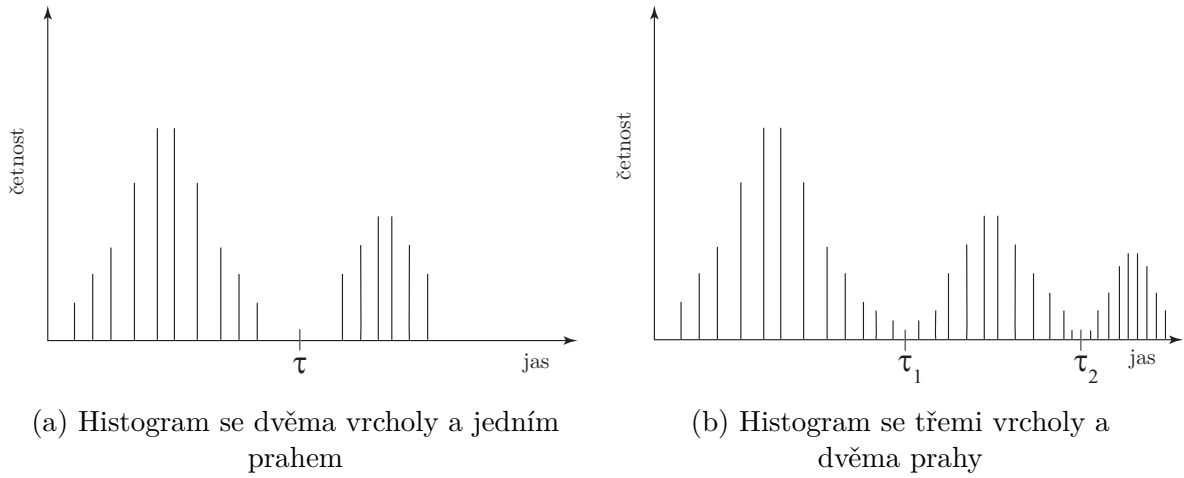 četnost
τ
jas
(a) Histogram se dvěma vrcholy a jedním
prahem
četnost
τ1
τ2
jas
(b) Histogram se třemi vrcholy a
dvěma prahy